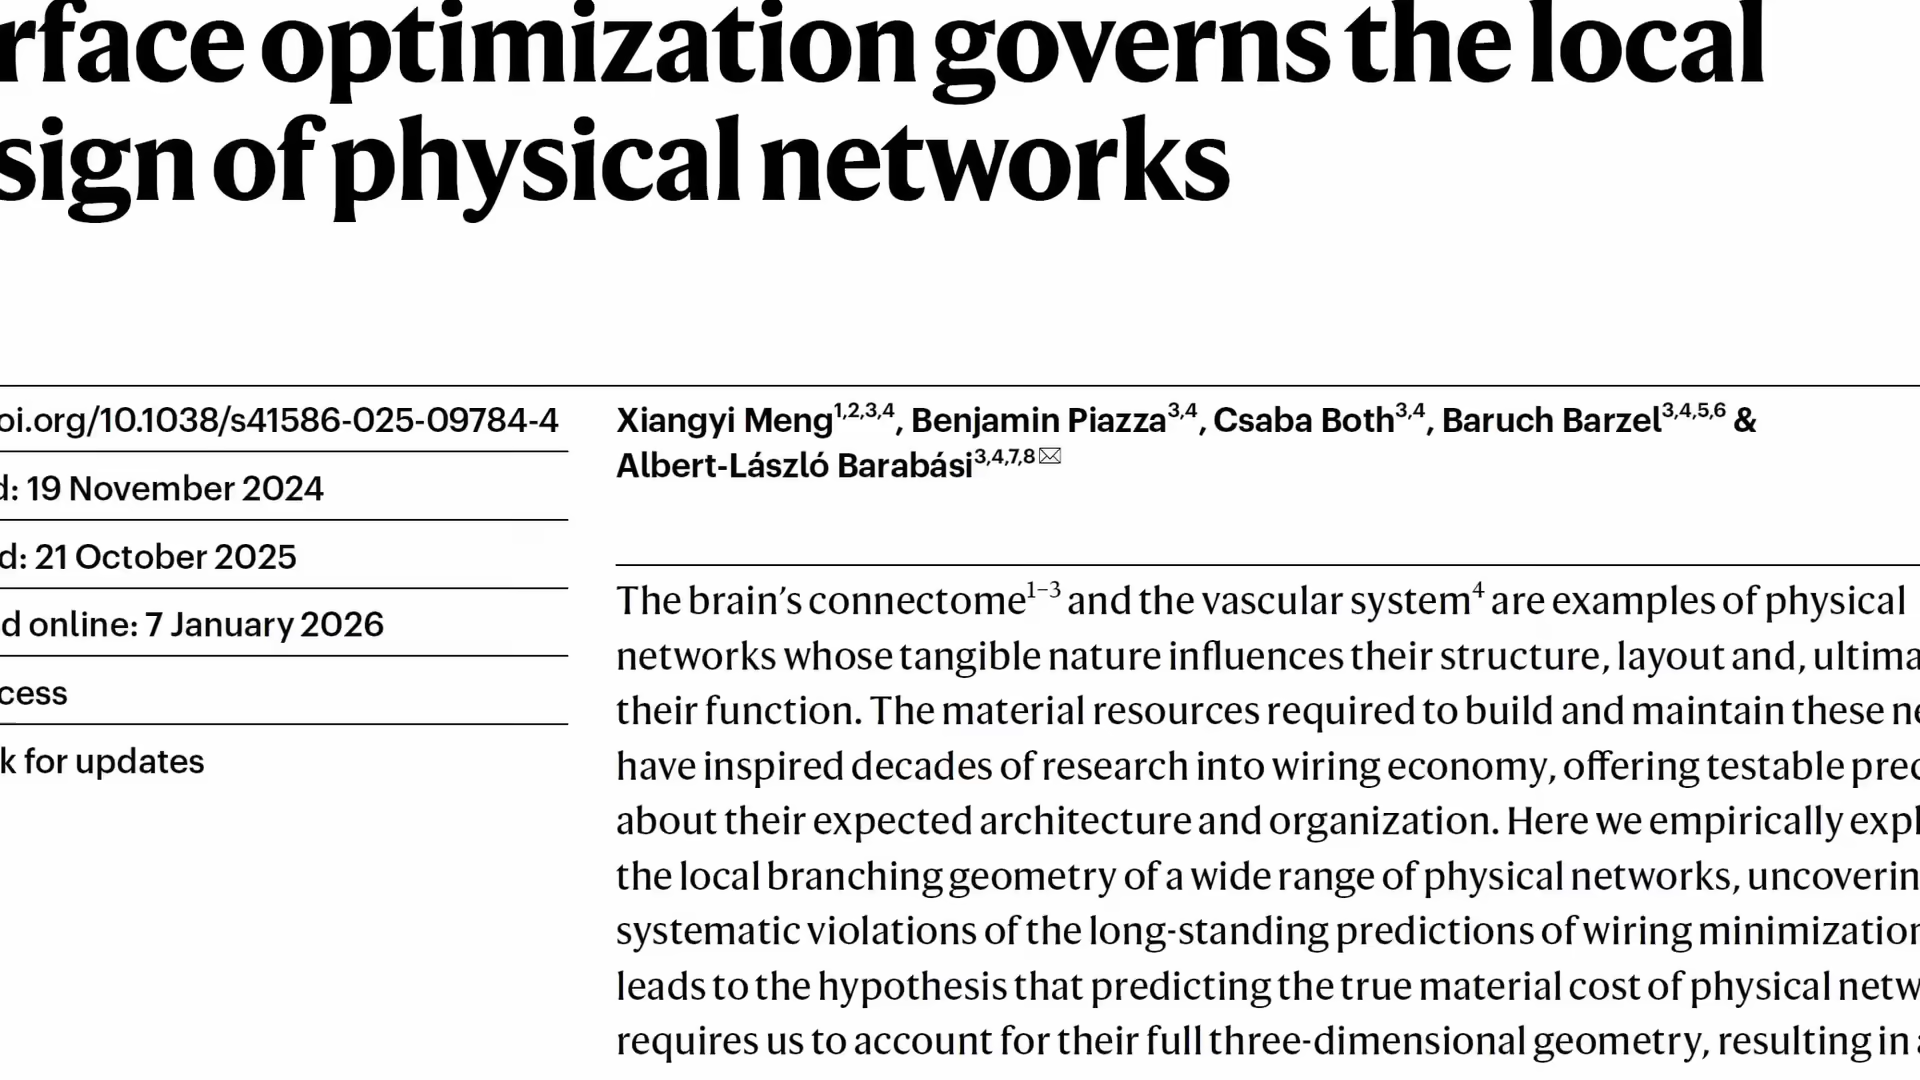 rface optimization governs the local
sign of physical networks
oi.org/10.1038/s41586-025-09784-4
d: 19 November 2024
d: 21 October 2025
d online: 7 January 2026
cess
k for updates
Xiangyi Meng1,2,3,4, Benjamin Piazza3,4, Csaba Both3,4, Baruch Barzel3,4,5,6 &
Albert-László Barabási3,4,7,8
The brain’s connectome1–3 and the vascular system4 are examples of physical
networks whose tangible nature influences their structure, layout and, ultima
their function. The material resources required to build and maintain these ne
have inspired decades of research into wiring economy, offering testable pred
about their expected architecture and organization. Here we empirically expl
the local branching geometry of a wide range of physical networks, uncoverin
systematic violations of the long-standing predictions of wiring minimization
leads to the hypothesis that predicting the true material cost of physical netw
requires us to account for their full three-dimensional geometry, resulting in a